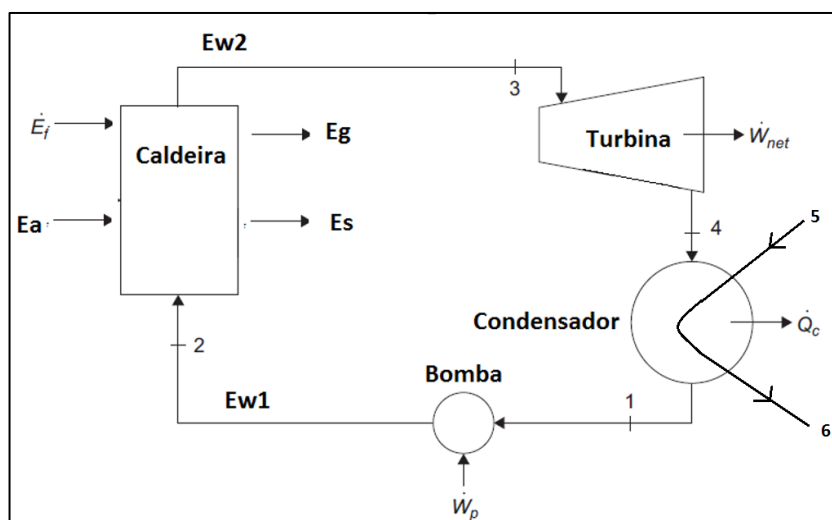 Ew2
3
Ėf
Caldeira
Eg
Turbina
Ẇnet
Ea
Es
4
5
Condensador
Q̇c
2
Bomba
Ew1
1
6
Ẇp